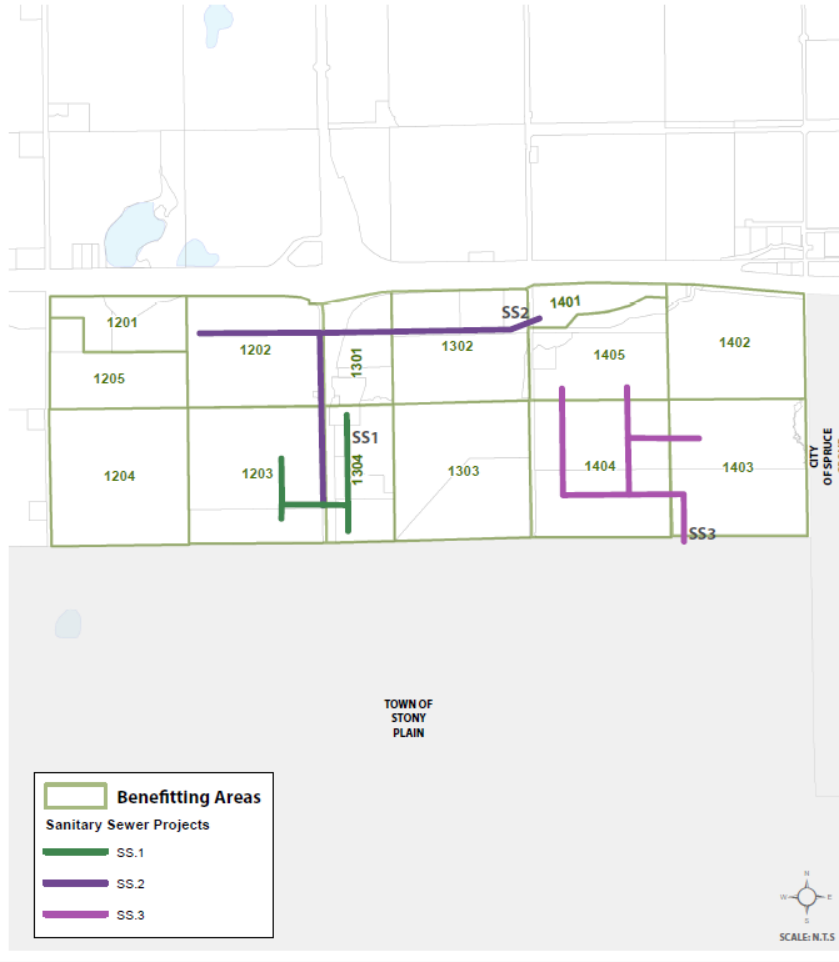 1401
SS2
1201
1202
1301
1302
1405
1402
1205
CITY
OF SPRUCE
SS1
1204
1203
1304
1303
1404
1403
SS3
TOWN OF
STONY
PLAIN
Benefitting Areas
Sanitary Sewer Projects
SS.1
SS.2
SS.3
N
W
E
S
SCALE: N.T.S